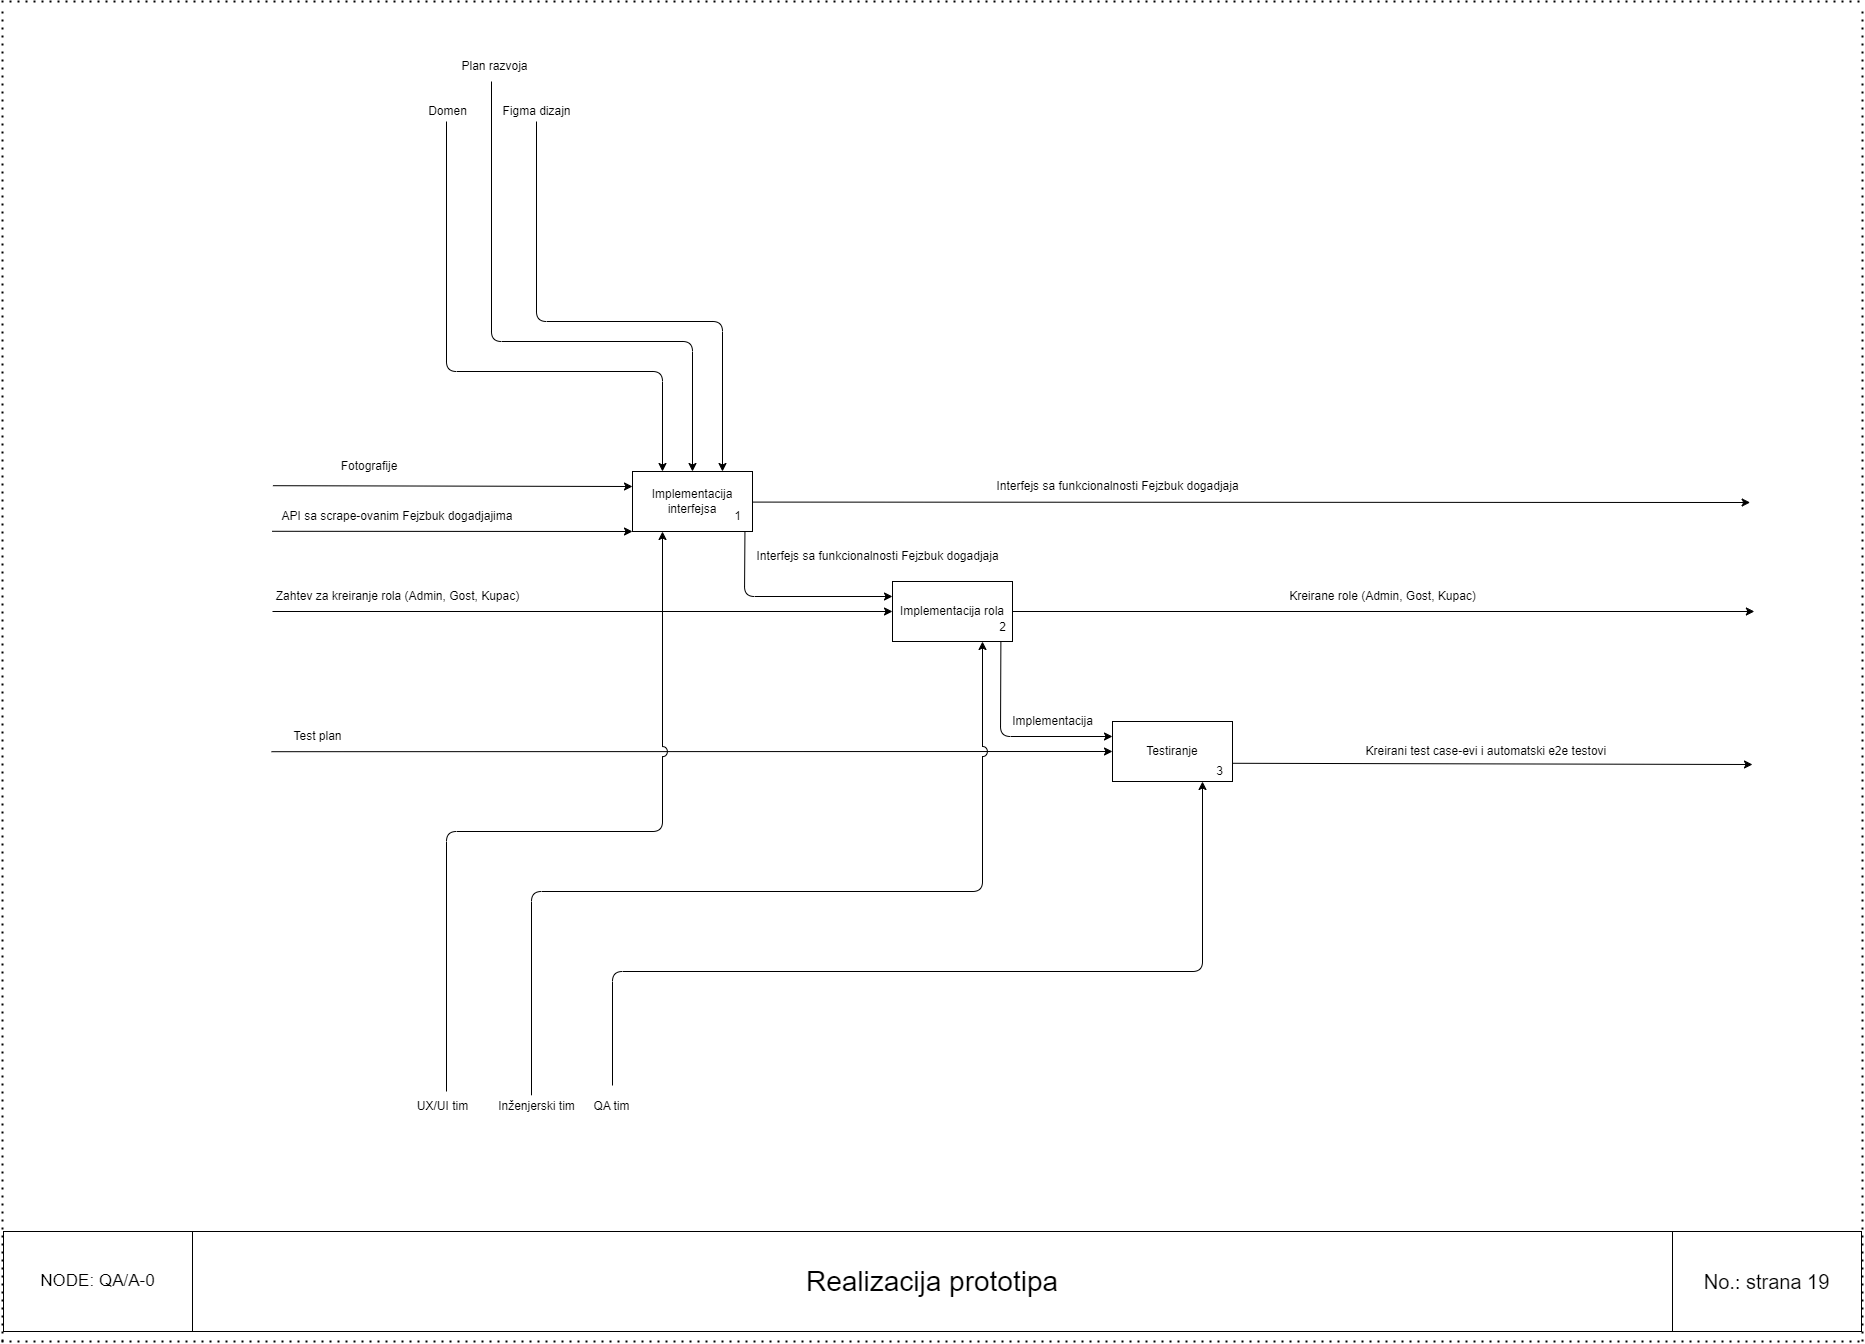 Plan razvoja
Domen
Figma dizajn
Fotografije
Implementacija
interfejsa
1
Interfejs sa funkcionalnosti Fejzbuk dogadjaja
API sa scrape-ovanim Fejzbuk dogadjajima
Interfejs sa funkcionalnosti Fejzbuk dogadjaja
Zahtev za kreiranje rola (Admin, Gost, Kupac)
Implementacija rola
2
Kreirane role (Admin, Gost, Kupac)
Implementacija
Test plan
Testiranje
3
Kreirani test case-evi i automatski e2e testovi
UX/UI tim
Inženjerski tim
QA tim
NODE: QA/A-0
Realizacija prototipa
No.: strana 19